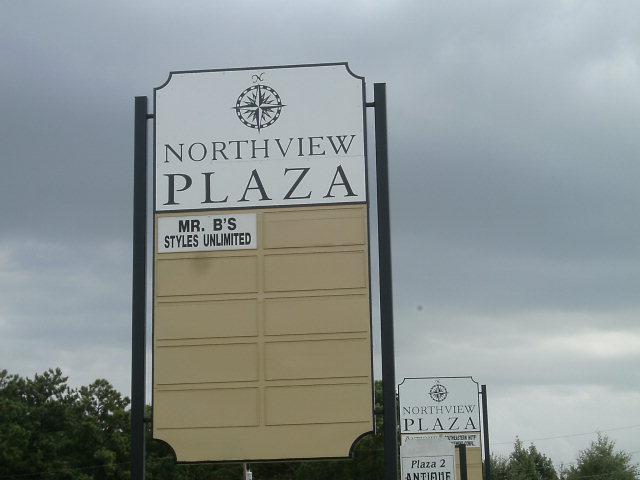 N
NORTHVIEW
PLAZA
MR. B'S
STYLES UNLIMITED
NORTHVIEW
PLAZA
Plaza 2
ANTIQUE